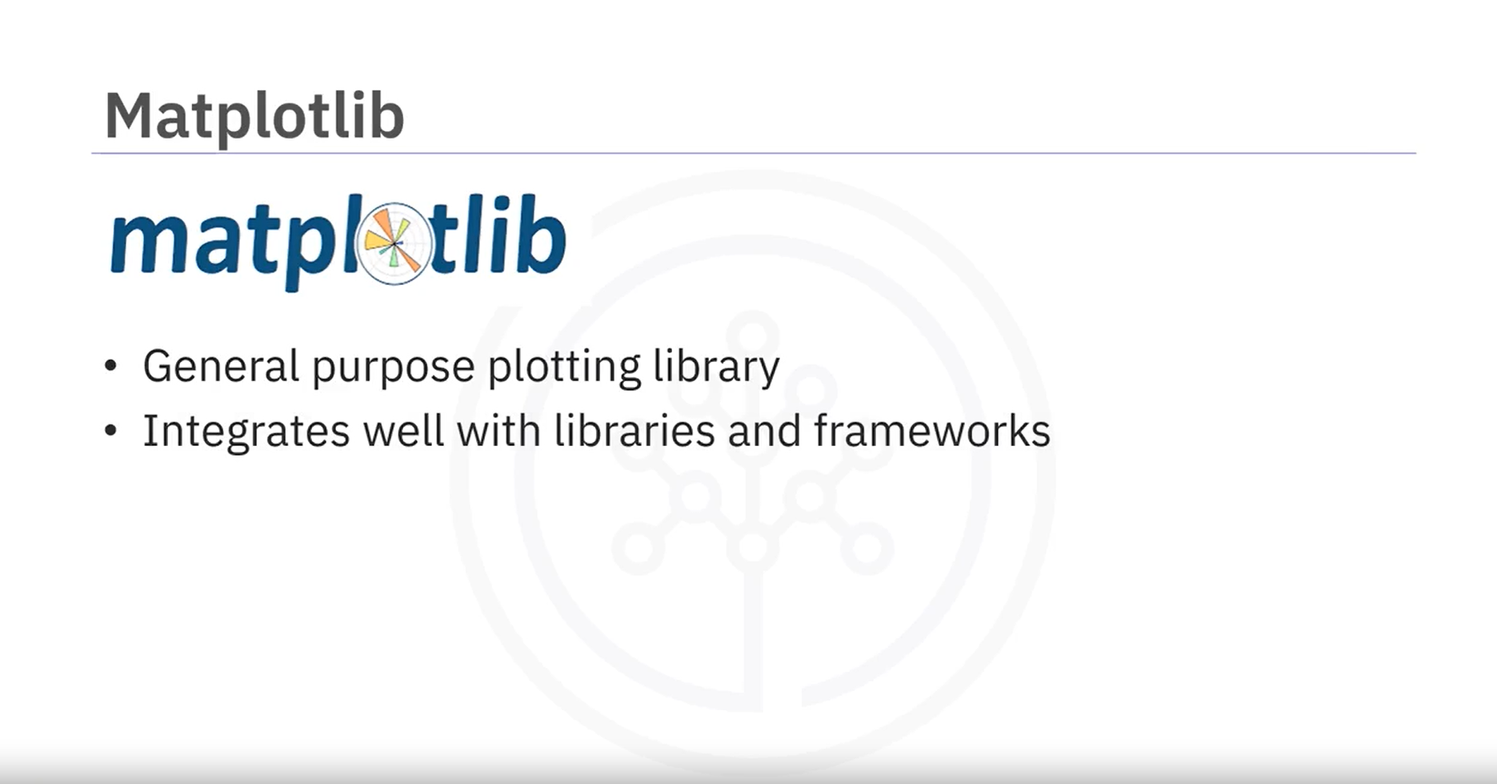 Matplotlib
matplotlib
• General purpose plotting library
• Integrates well with libraries and frameworks